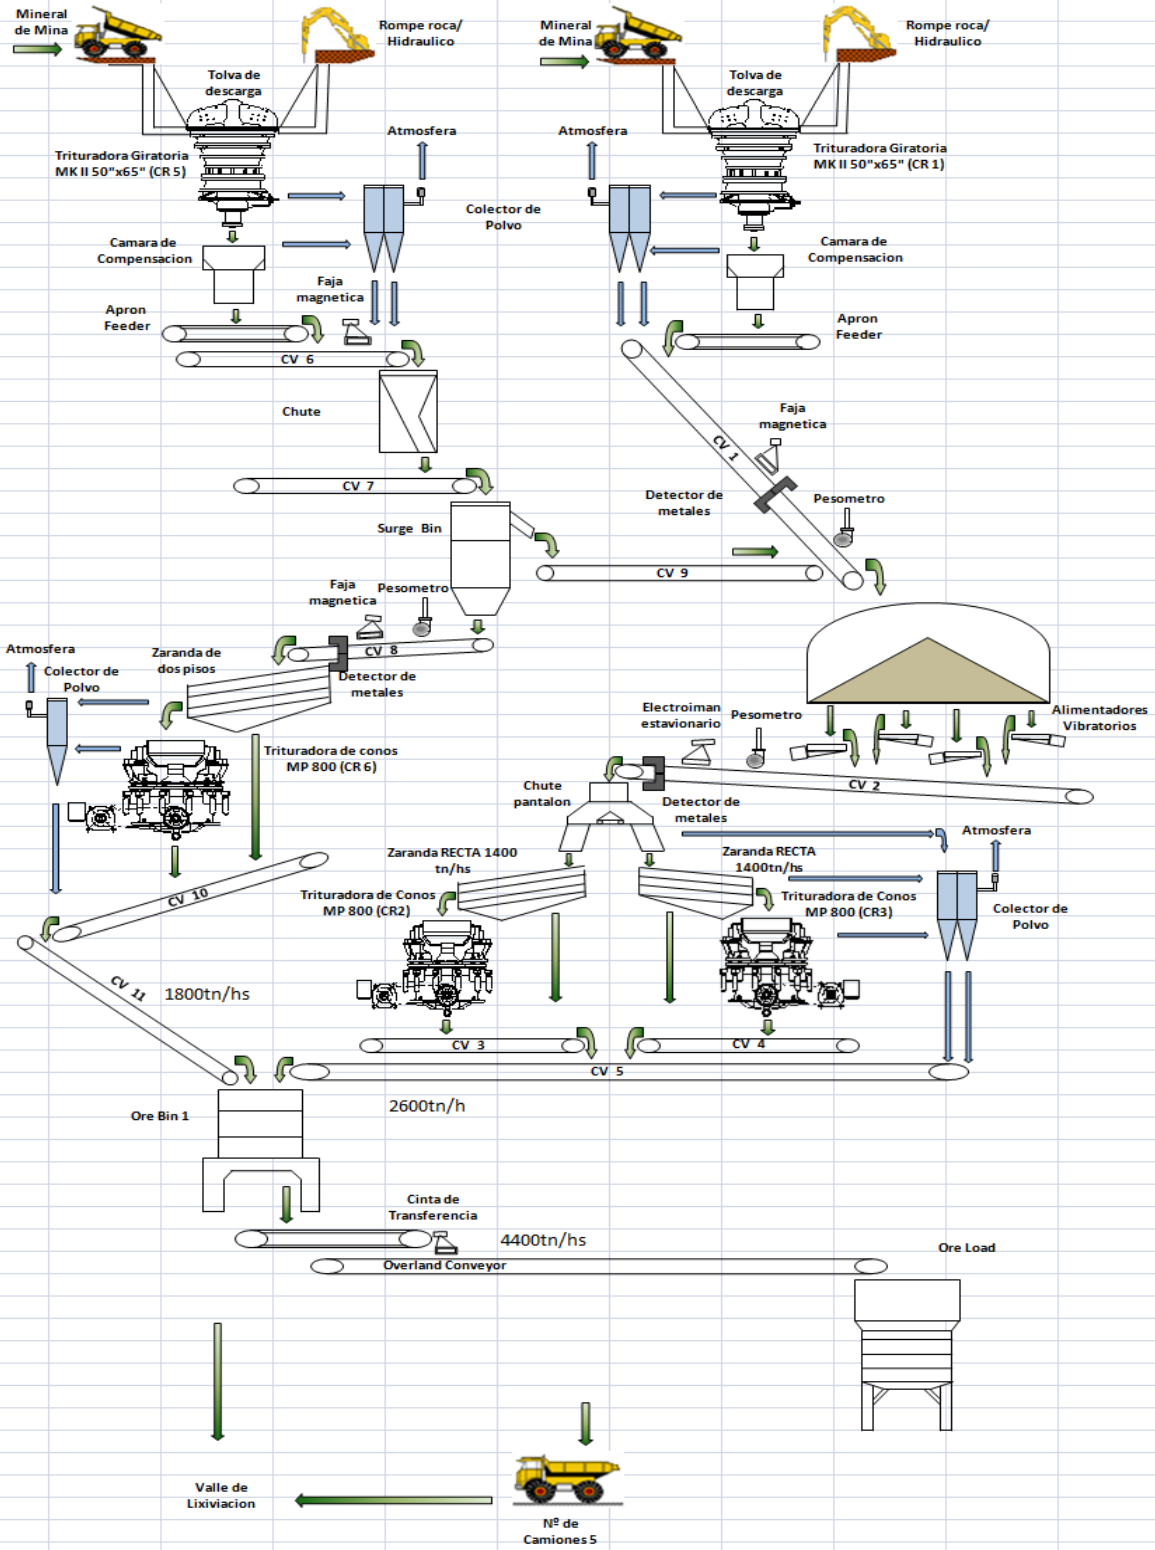 Mineral
de Mina
Rompe roca/
Hidraulico
Mineral
de Mina
Rompe roca/
Hidraulico
Tolva de
descarga
Tolva de
descarga
Atmosfera
Atmosfera
Trituradora Giratoria
MK II 50"x65" (CR 5)
Trituradora Giratoria
MK II 50"x65" (CR 1)
Colector de
Polvo
Camara de
Compensacion
Camara de
Compensacion
Faja
magnetica
Apron
Feeder
Apron
Feeder
CV 6
Chute
Faja
magnetica
CV 1
CV 7
Detector de
metales
Pesometro
Surge Bin
CV 9
Faja
magnetica
Pesometro
CV 8
Atmosfera
Zaranda de
dos pisos
Colector de
Polvo
Detector de
metales
Electroiman
estavionario
Pesometro
Alimentadores
Vibratorios
Trituradora de conos
MP 800 (CR 6)
CV 2
Chute
pantalon
Detector de
metales
Atmosfera
Zaranda RECTA 1400
tn/hs
Zaranda RECTA
1400tn/hs
CV 10
Trituradora de Conos
MP 800 (CR2)
Trituradora de Conos
MP 800 (CR3)
Colector de
Polvo
CV 11
1800tn/hs
CV 3
CV 4
CV 5
2600tn/h
Ore Bin 1
Cinta de
Transferencia
4400tn/hs
Ore Load
Overland Conveyor
Valle de
Lixiviacion
Nº de
Camiones 5